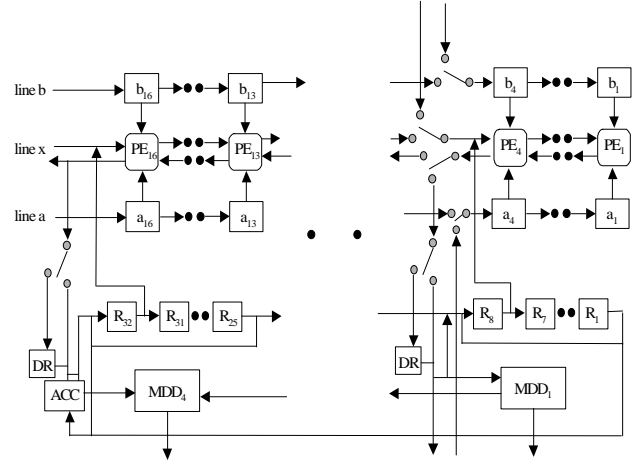 line b b16 b13 b4 b1
line x PE16 PE13 PE4 PE1
line a a16 a13 a4 a1
R32 R31 R25 R8 R7 R1
DR DR
ACC MDD4 MDD1